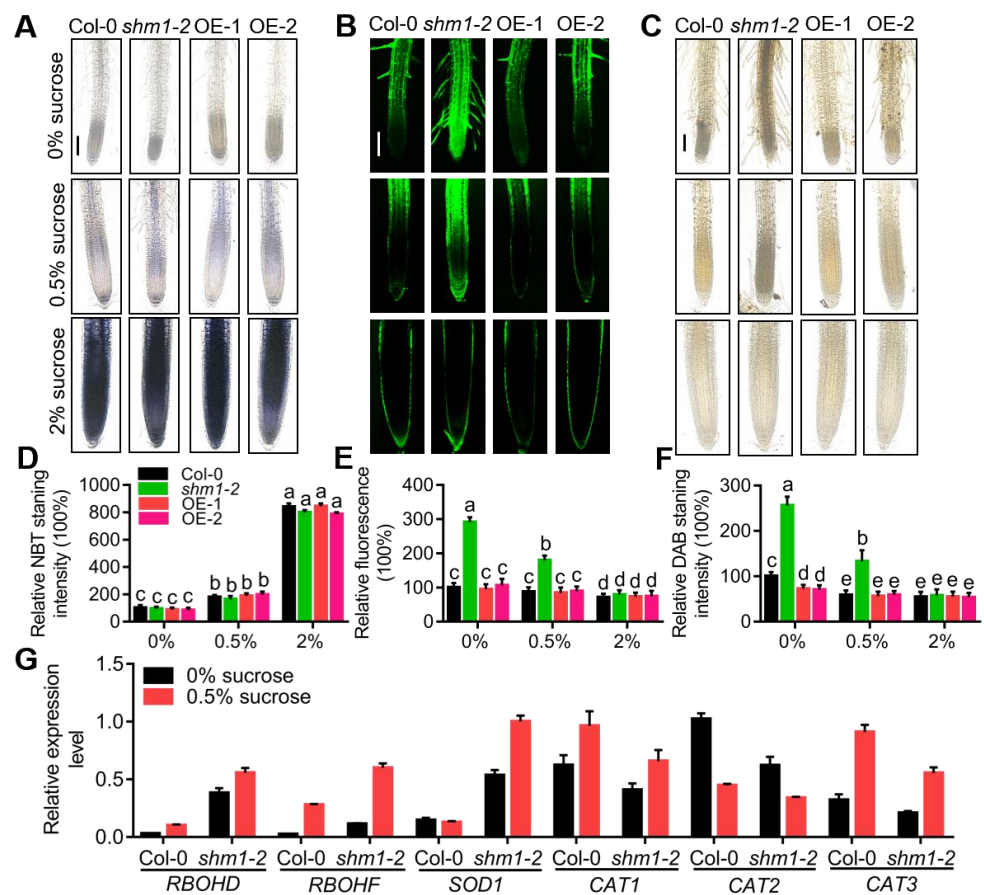 A
Col-0 shm1-2 OE-1 OE-2
0% sucrose
0.5% sucrose
2% sucrose
B
Col-0 shm1-2 OE-1 OE-2
C
Col-0 shm1-2 OE-1 OE-2
D
Relative NBT staning
intensity (100%)
1000
800
600
400
200
0
Col-0
shm1-2
OE-1
OE-2
c c c c
b b b b
a a a a
0% 0.5% 2%
E
Relative fluorescence
(100%)
400
300
200
100
0
c a c c
c b c c
d d d d
0% 0.5% 2%
F
Relative DAB staning
intensity (100%)
300
200
100
0
c a d d
e b e e
e e e e
0% 0.5% 2%
G
Relative expression
level
1.5
1.0
0.5
0.0
0% sucrose
0.5% sucrose
Col-0 shm1-2 Col-0 shm1-2 Col-0 shm1-2 Col-0 shm1-2 Col-0 shm1-2 Col-0 shm1-2
RBOHD RBOHF SOD1 CAT1 CAT2 CAT3